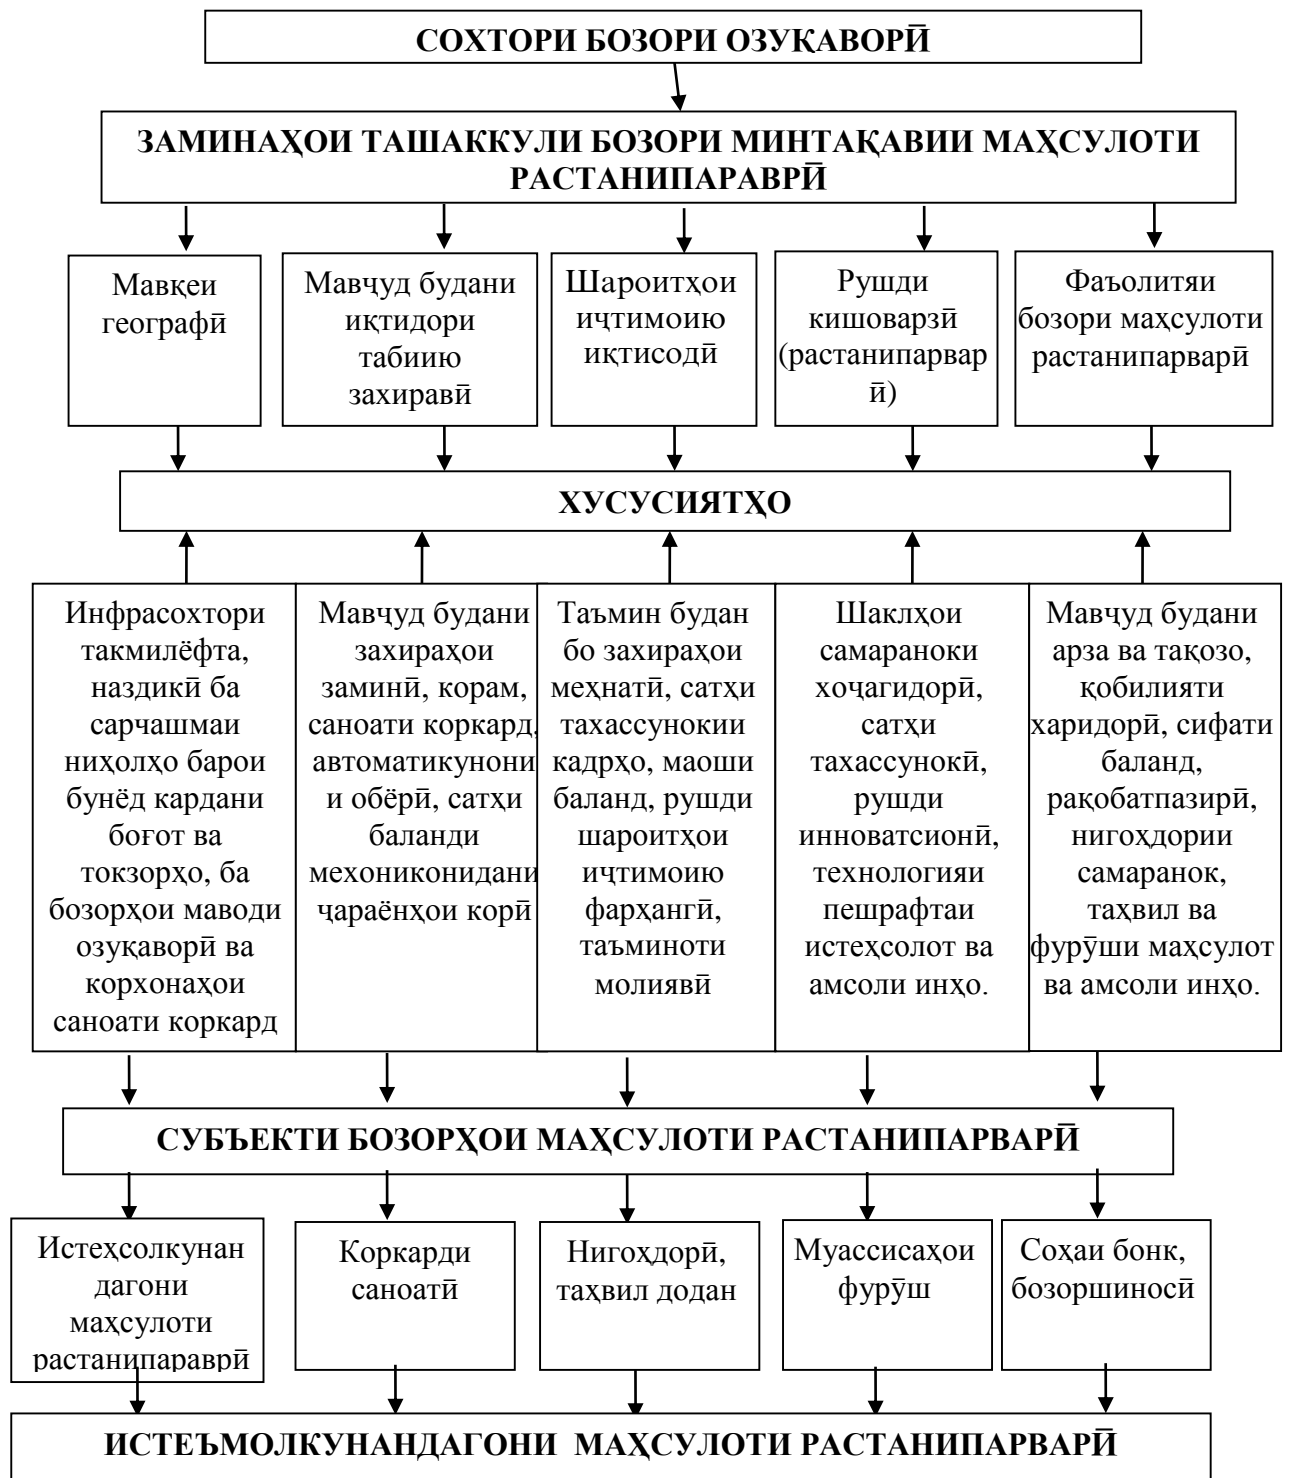 СОХТОРИ БОЗОРИ ОЗУҚАВОРӢ
ЗАМИНАҲОИ ТАШАККУЛИ БОЗОРИ МИНТАҚАВИИ МАҲСУЛОТИ
РАСТАНИПАРАВРӢ
Мавқеи
географӣ
Мавҷуд будани
иқтидори
табиию
захиравӣ
Шароитҳои
иҷтимоию
иқтисодӣ
Рушди
кишоварзӣ
(растанипарвар
ӣ)
Фаъолитяи
бозори маҳсулоти
растанипарварӣ
ХУСУСИЯТҲО
Инфрасохтори
такмилёфта,
наздикӣ ба
сарчашмаи
ниҳолҳо барои
бунёд кардани
боғот ва
токзорҳо, ба
бозорҳои маводи
озуқаворӣ ва
корхонаҳои
саноати коркард
Мавҷуд будани
захираҳои
заминӣ, корам,
саноати коркард,
автоматикунони
и обёрӣ, сатҳи
баланди
мехониконидани
ҷараёнҳои корӣ
Таъмин будан
бо захираҳои
меҳнатӣ, сатҳи
тахассунокии
кадрҳо, маоши
баланд, рушди
шароитҳои
иҷтимоию
фарҳангӣ,
таъминоти
молиявӣ
Шаклҳои
самараноки
хоҷагидорӣ,
сатҳи
тахассунокӣ,
рушди
инноватсионӣ,
технологияи
пешрафтаи
истеҳсолот ва
амсоли инҳо.
Мавҷуд будани
арза ва тақозо,
қобилияти
харидорӣ, сифати
баланд,
рақобатпазирӣ,
нигоҳдории
самаранок,
таҳвил ва
фурӯши маҳсулот
ва амсоли инҳо.
СУБЪЕКТИ БОЗОРҲОИ МАҲСУЛОТИ РАСТАНИПАРВАРӢ
Истеҳсолкунан
дагони
маҳсулоти
растанипараврӣ
Коркарди
саноатӣ
Нигоҳдорӣ,
таҳвил додан
Муассисаҳои
фурӯш
Соҳаи бонк,
бозоршиносӣ
ИСТЕЪМОЛКУНАНДАГОНИ МАҲСУЛОТИ РАСТАНИПАРВАРӢ